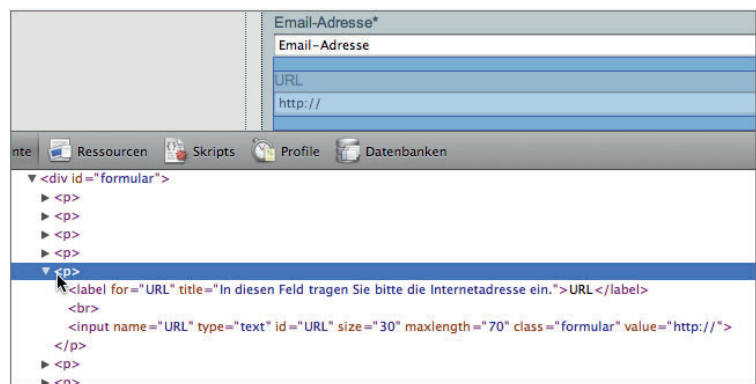 Email-Adresse*
Email-Adresse
URL
http://
nte Ressourcen Skripts Profile Datenbanken
▼ <div id="formular">
▶ <p>
▶ <p>
▶ <p>
▶ <p>
▼ <p>
<label for="URL" title="In diesen Feld tragen Sie bitte die Internetadresse ein.">URL</label>
<br>
<input name="URL" type="text" id="URL" size="30" maxlength="70" class="formular" value="http://">
</p>
▶ <p>
▶ <p>